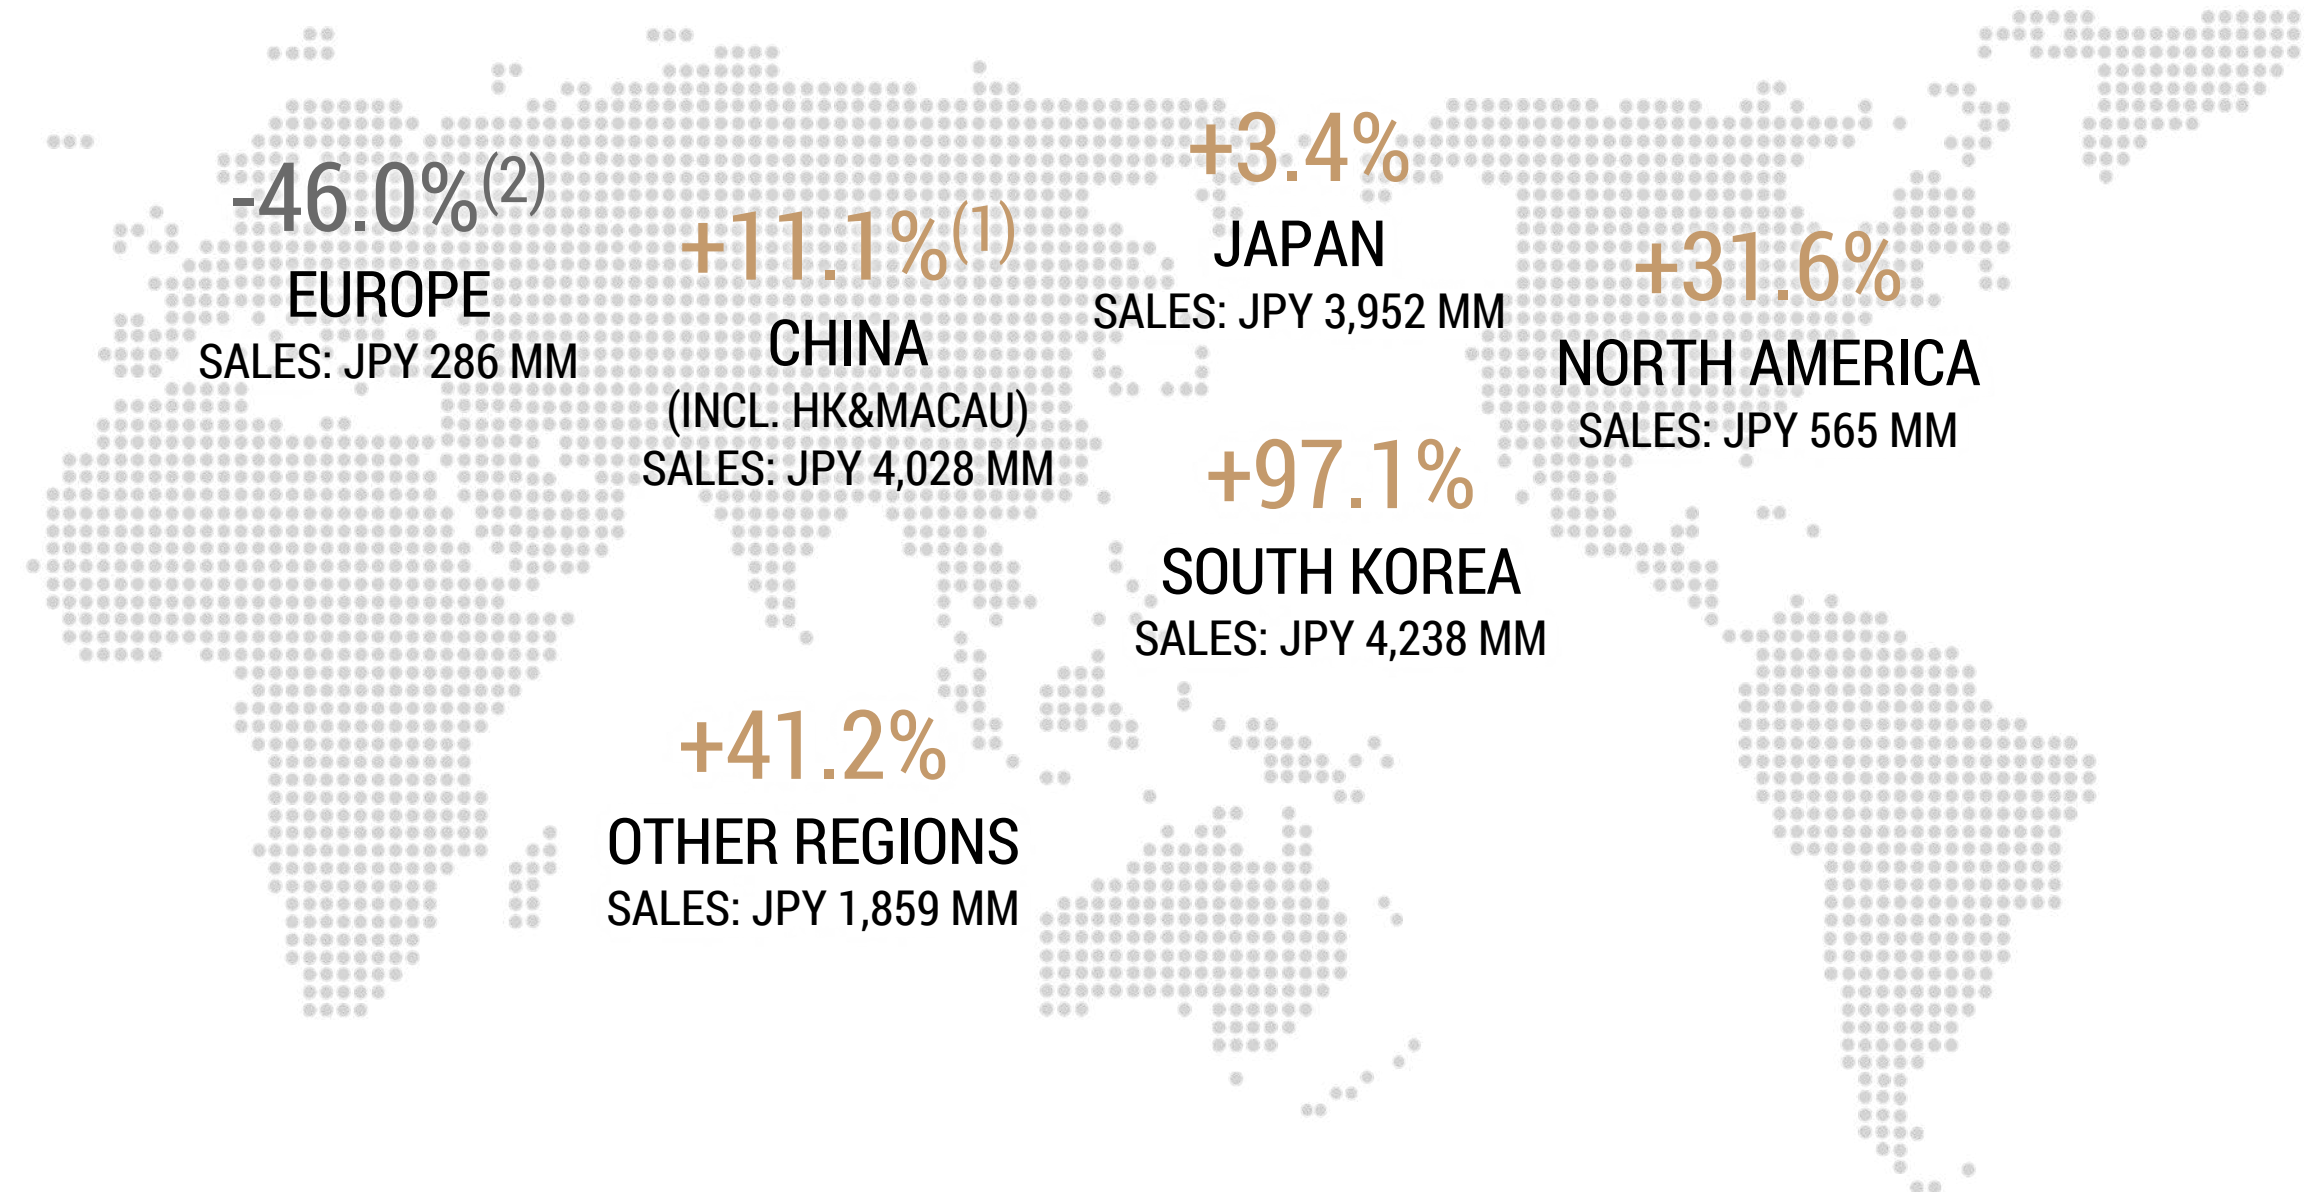 -46.0%(2)
EUROPE
SALES: JPY 286 MM
+11.1%(1)
CHINA
(INCL. HK&MACAU)
SALES: JPY 4,028 MM
+3.4%
JAPAN
SALES: JPY 3,952 MM
+31.6%
NORTH AMERICA
SALES: JPY 565 MM
+97.1%
SOUTH KOREA
SALES: JPY 4,238 MM
+41.2%
OTHER REGIONS
SALES: JPY 1,859 MM